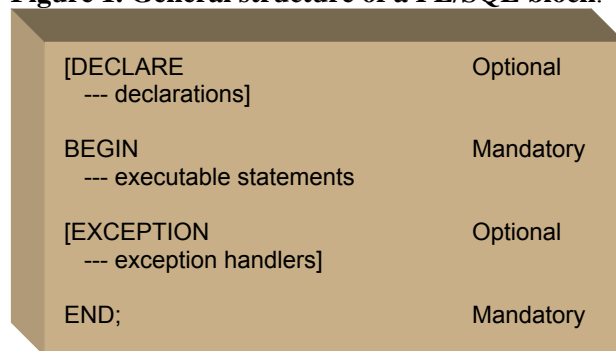 Figure 1. General structure of a PL/SQL block.
[DECLARE Optional
--- declarations]
BEGIN Mandatory
--- executable statements
[EXCEPTION Optional
--- exception handlers]
END; Mandatory